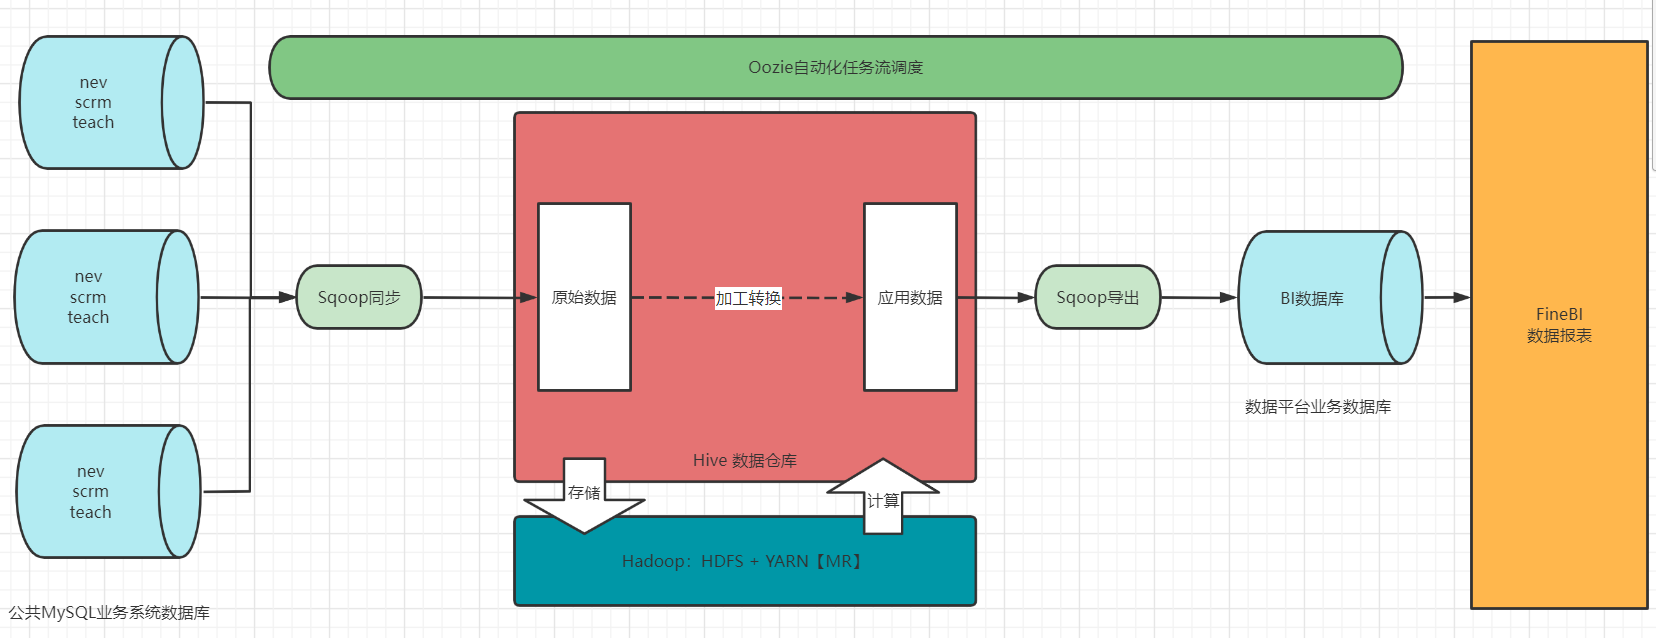 nev
scrm
teach
nev
scrm
teach
nev
scrm
teach
公共MySQL业务系统数据库
Oozie自动化任务流调度
Sqoop同步
原始数据
加工转换
应用数据
Hive 数据仓库
存储
计算
Hadoop：HDFS + YARN【MR】
Sqoop导出
BI数据库
数据平台业务数据库
FineBI
数据报表